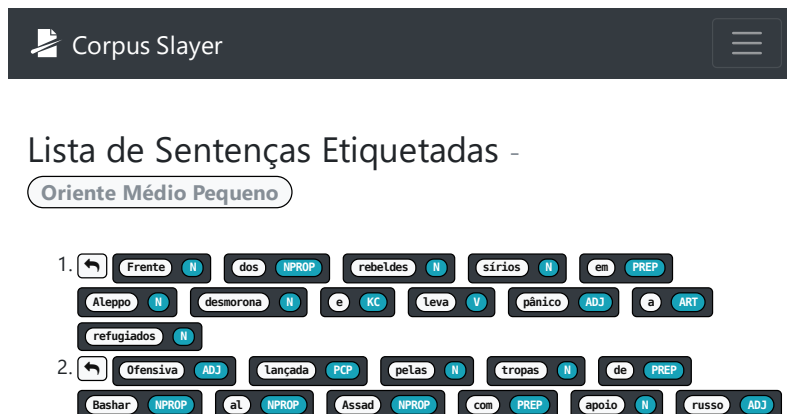 Corpus Slayer
Lista de Sentenças Etiquetadas -
Oriente Médio Pequeno
1. Frente N dos NPROP rebeldes N sírios N em PREP
Aleppo N desmorona N e KC leva V pânico ADJ a ART
refugiados N
2. Ofensiva ADJ lançada PCP pelas N tropas N de PREP
Bashar NPROP al NPROP Assad NPROP com PREP apoio N russo ADJ